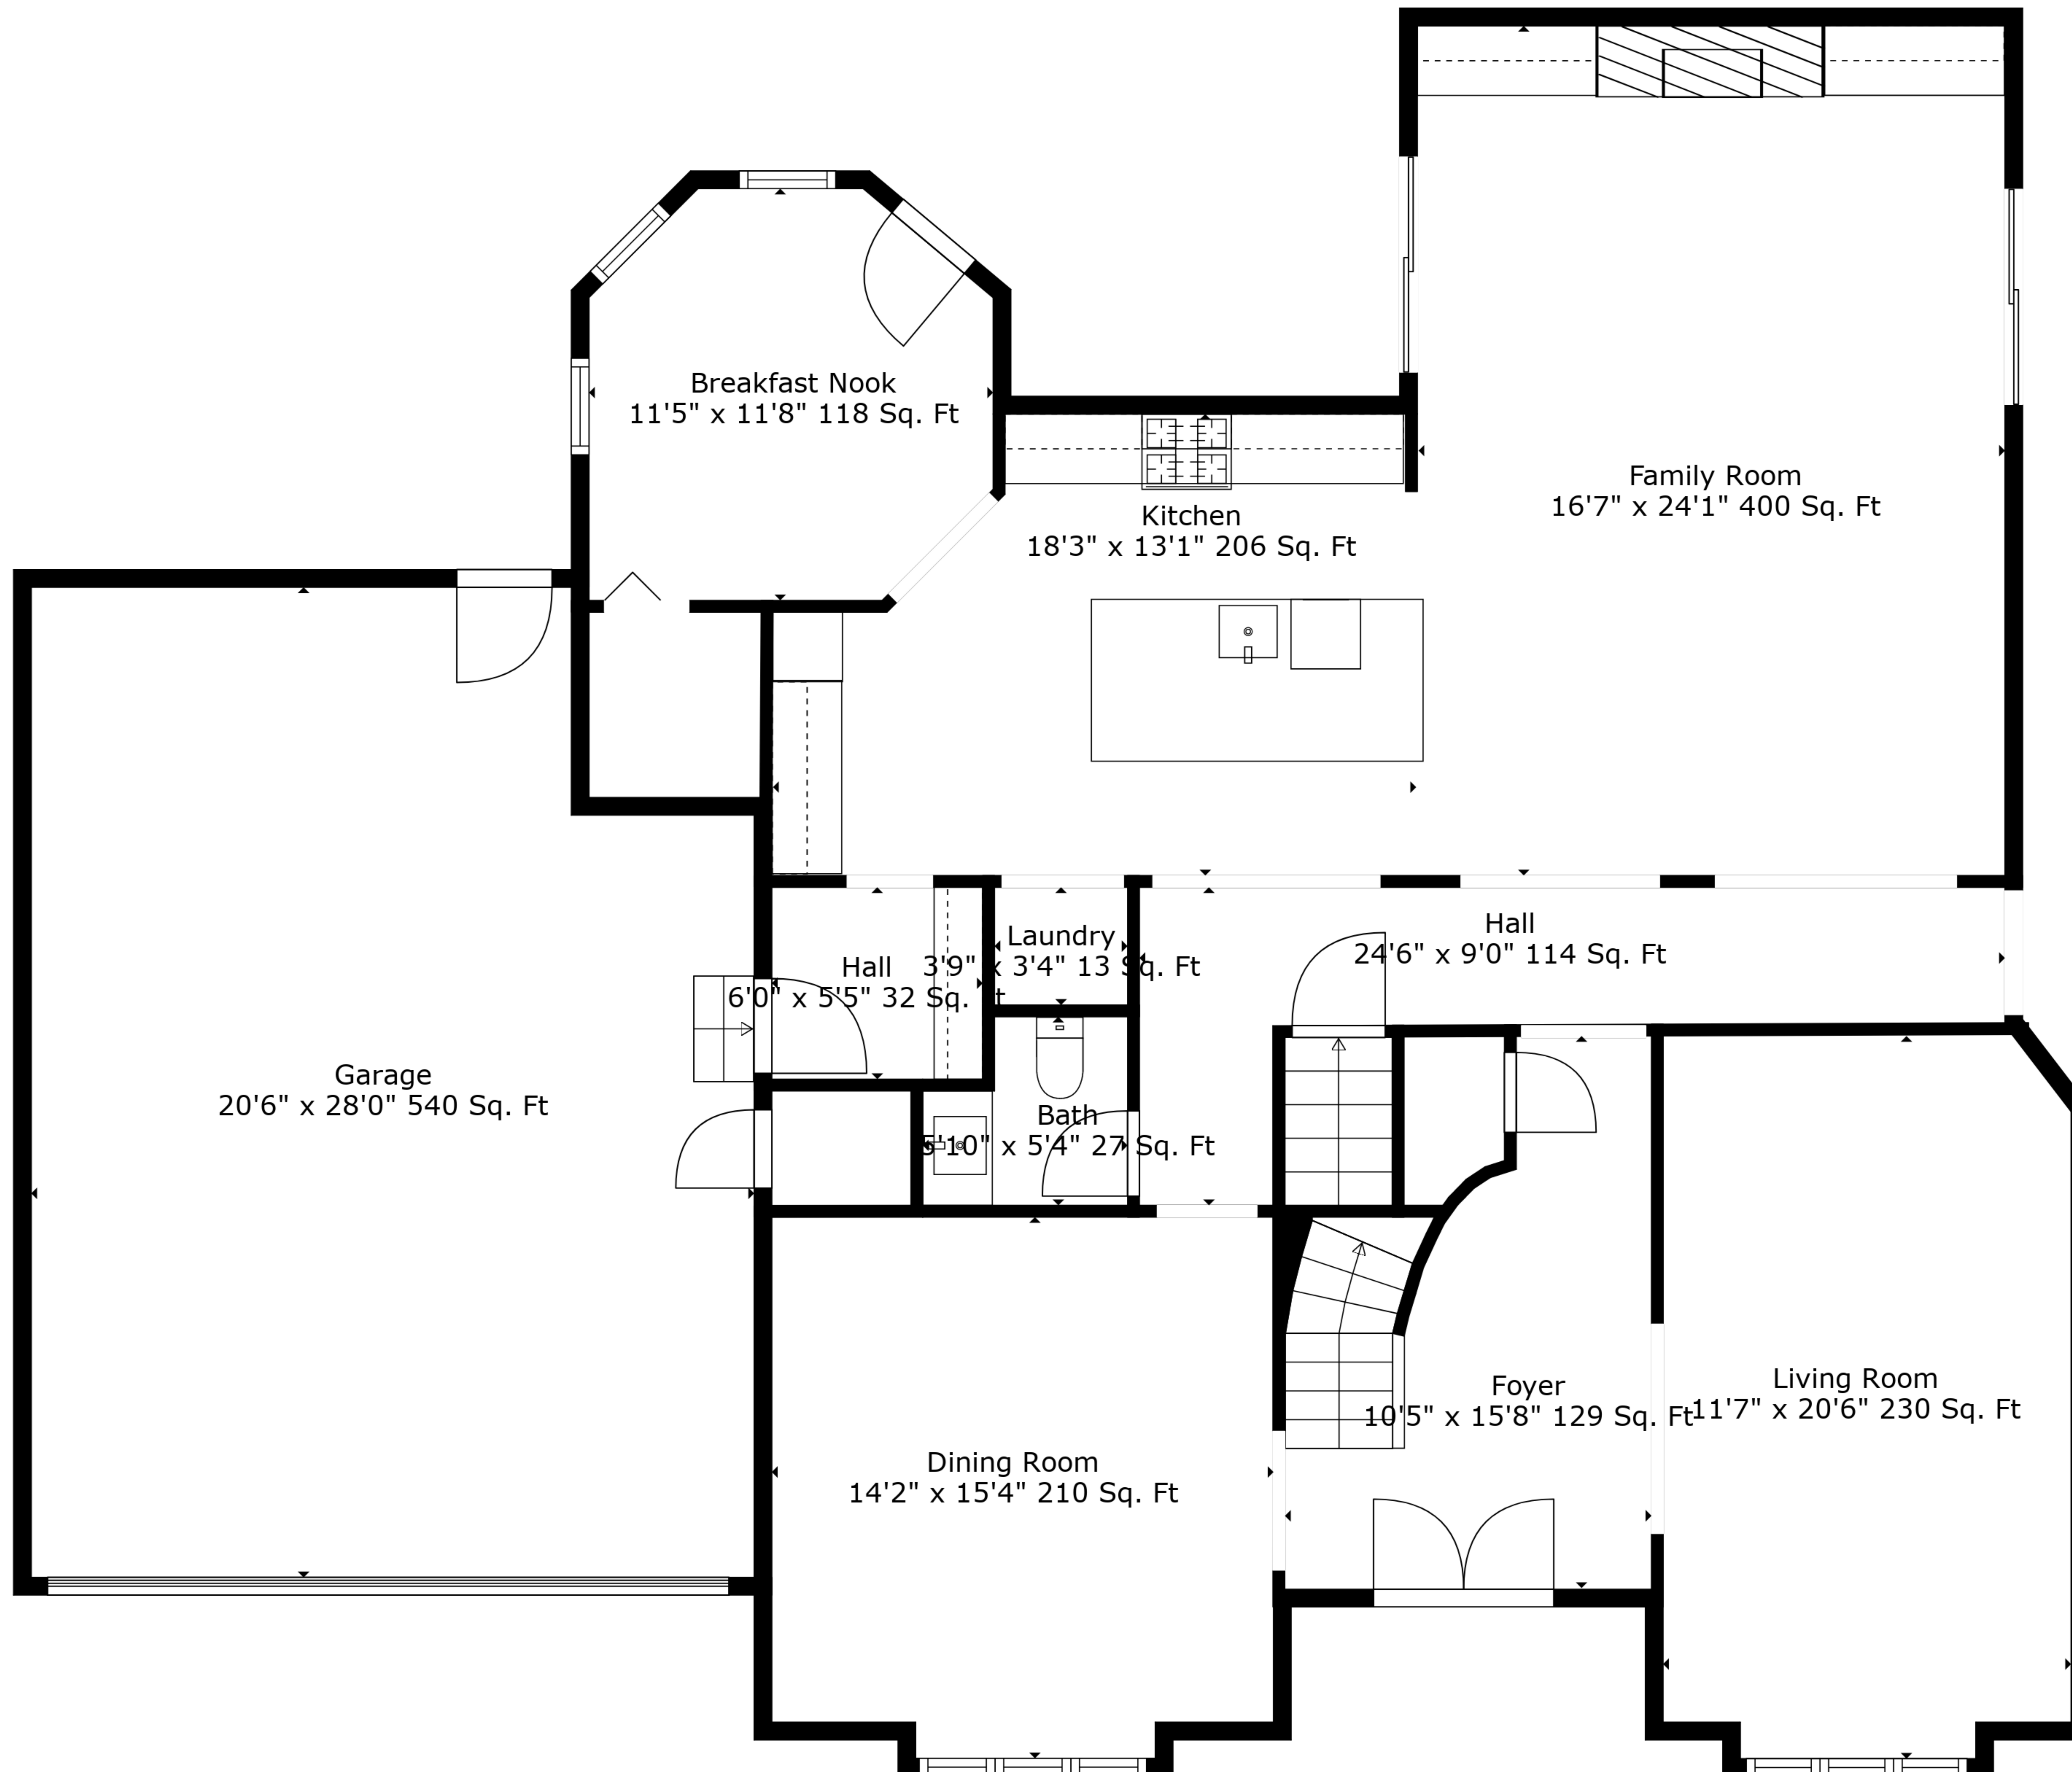 Breakfast Nook
11'5" x 11'8" 118 Sq. Ft
Family Room
16'7" x 24'1" 400 Sq. Ft
Kitchen
18'3" x 13'1" 206 Sq. Ft
Hall
24'6" x 9'0" 114 Sq. Ft
Laundry
3'9" x 3'4" 13 Sq. Ft
Hall
6'0" x 5'5" 32 Sq. Ft
Garage
20'6" x 28'0" 540 Sq. Ft
Bath
5'10" x 5'4" 27 Sq. Ft
Foyer
10'5" x 15'8" 129 Sq. Ft
Living Room
11'7" x 20'6" 230 Sq. Ft
Dining Room
14'2" x 15'4" 210 Sq. Ft